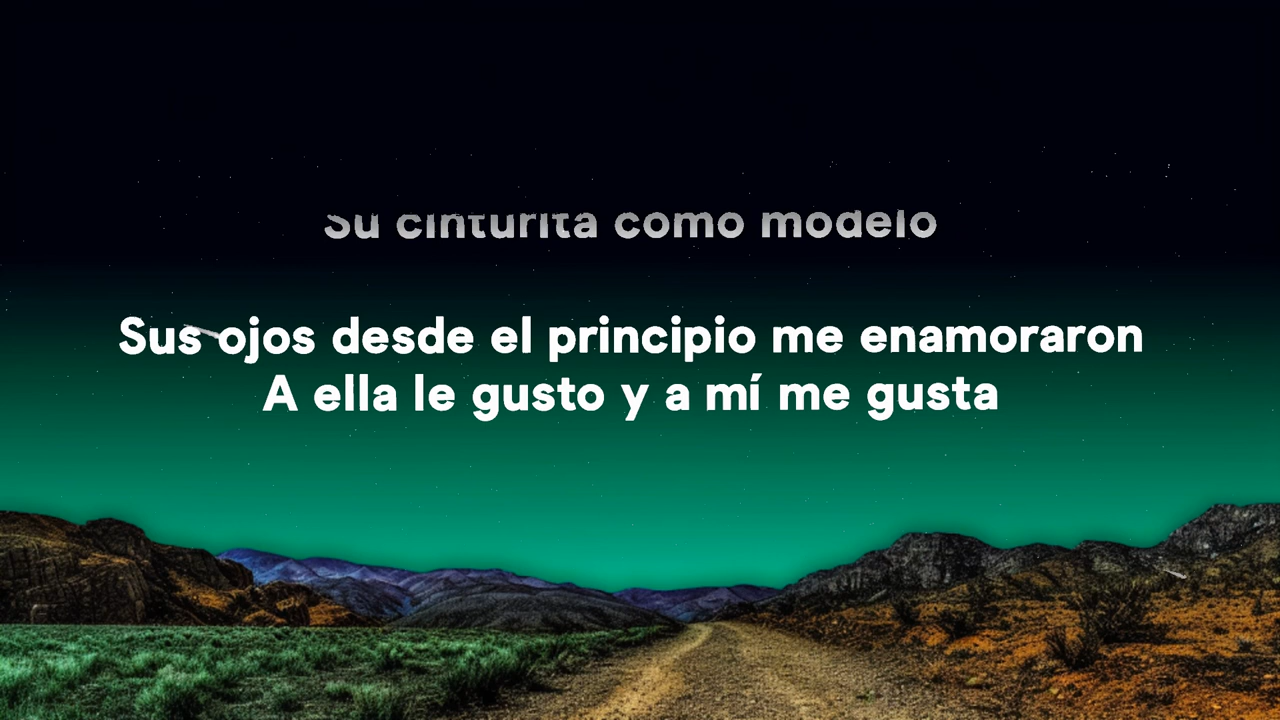 Su cinturita como modelo
Sus ojos desde el principio me enamoraron
A ella le gusto y a mí me gusta